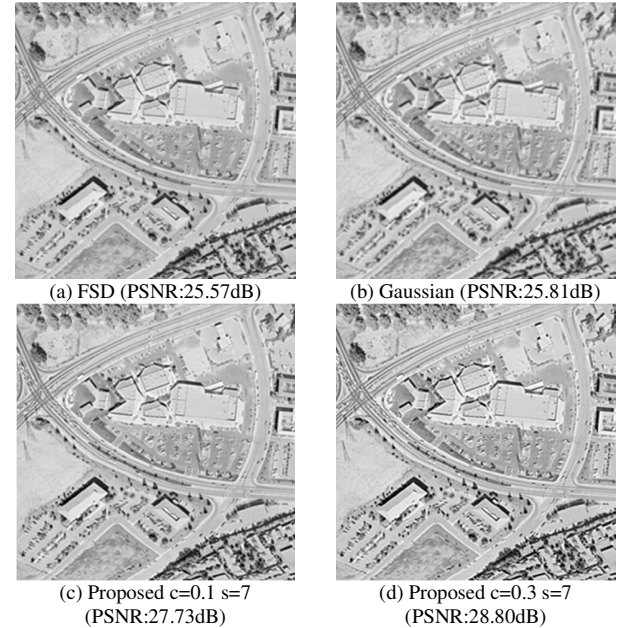 (a) FSD (PSNR:25.57dB)
(b) Gaussian (PSNR:25.81dB)
(c) Proposed c=0.1 s=7
(PSNR:27.73dB)
(d) Proposed c=0.3 s=7
(PSNR:28.80dB)